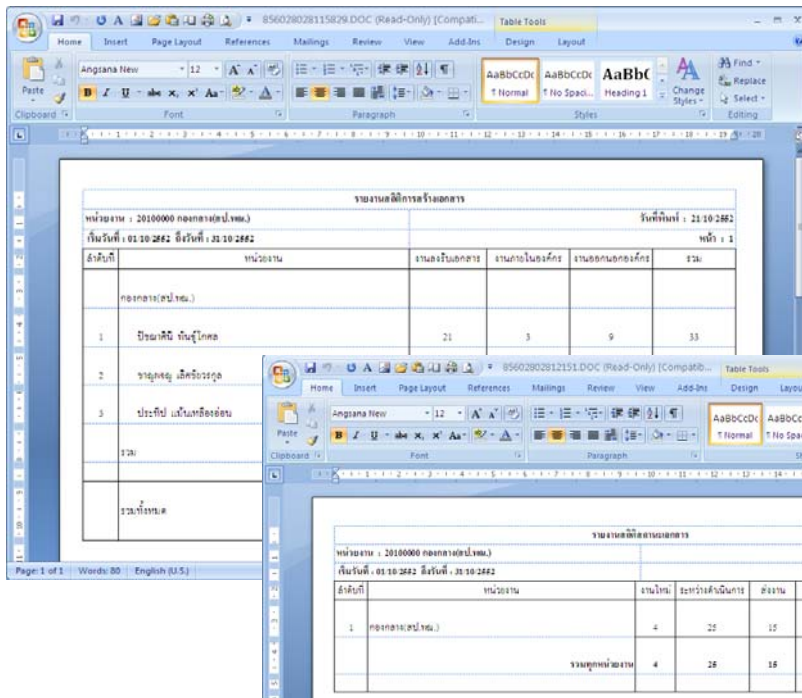 856028028115829.DOC (Read-Only) [Compati...
Table Tools
Home Insert Page Layout References Mailings Review View Add-Ins Design Layout
Paste
Angsana New 12
AaBbCcDc AaBbCcDc AaBbC
¶ Normal ¶ No Spaci... Heading 1
Change Styles
Find
Replace
Select
Clipboard Font Paragraph Styles Editing
รายงานสถิติการสร้างเอกสาร
หน่วยงาน : 20100000 กองกลาง(สป.ทม.) วันที่พิมพ์ : 21/10/2552
เริ่มวันที่ : 01/10/2552 ถึงวันที่ : 31/10/2552 หน้า : 1
ลำดับที่ หน่วยงาน งานลงรับเอกสาร งานภายในองค์กร งานออกนอกองค์กร รวม
กองกลาง(สป.ทม.)
1 21 3 9 33
2
3 ประทีป
รวม
รวมทั้งหมด
Page: 1 of 1 Words: 80 English (U.S.)
85602802812151.DOC (Read-Only) [Compatib...
Table Tools
Home Insert Page Layout References Mailings Review View Add-Ins Design Layou
Paste
Angsana New 12
AaBbCcDc AaBbCc
¶ Normal ¶ No Spa
Clipboard Font Paragraph
รายงานสถิติสถานะเอกสาร
หน่วยงาน : 20100000 กองกลาง(สป.ทม.)
เริ่มวันที่ : 01/10/2552 ถึงวันที่ : 31/10/2552
ลำดับที่ หน่วยงาน งานใหม่ ระหว่างดำเนินการ ส่งงาน
1 กองกลาง(สป.ทม.) 4 25 15
รวมทุกหน่วยงาน 4 25 15